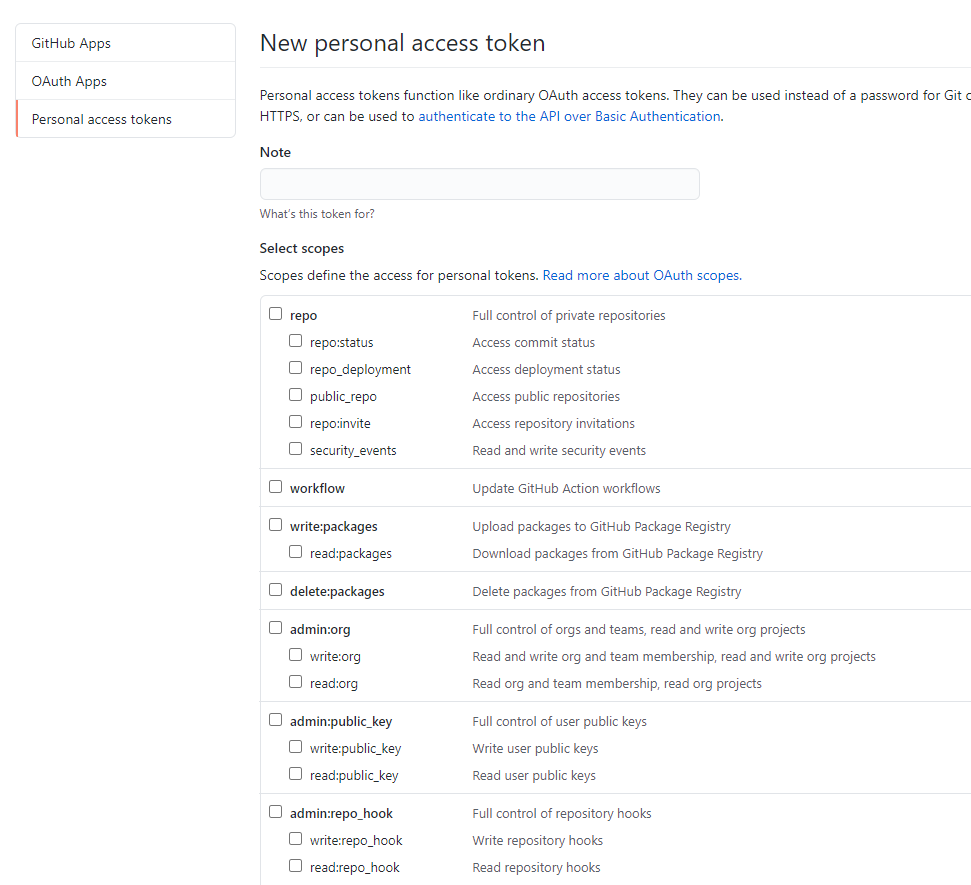 GitHub Apps
OAuth Apps
Personal access tokens
New personal access token
Personal access tokens function like ordinary OAuth access tokens. They can be used instead of a password for Git
HTTPS, or can be used to authenticate to the API over Basic Authentication.
Note
What's this token for?
Select scopes
Scopes define the access for personal tokens. Read more about OAuth scopes.
repo Full control of private repositories
repo:status Access commit status
repo_deployment Access deployment status
public_repo Access public repositories
repo:invite Access repository invitations
security_events Read and write security events
workflow Update GitHub Action workflows
write:packages Upload packages to GitHub Package Registry
read:packages Download packages from GitHub Package Registry
delete:packages Delete packages from GitHub Package Registry
admin:org Full control of orgs and teams, read and write org projects
write:org Read and write org and team membership, read and write org projects
read:org Read org and team membership, read org projects
admin:public_key Full control of user public keys
write:public_key Write user public keys
read:public_key Read user public keys
admin:repo_hook Full control of repository hooks
write:repo_hook Write repository hooks
read:repo_hook Read repository hooks